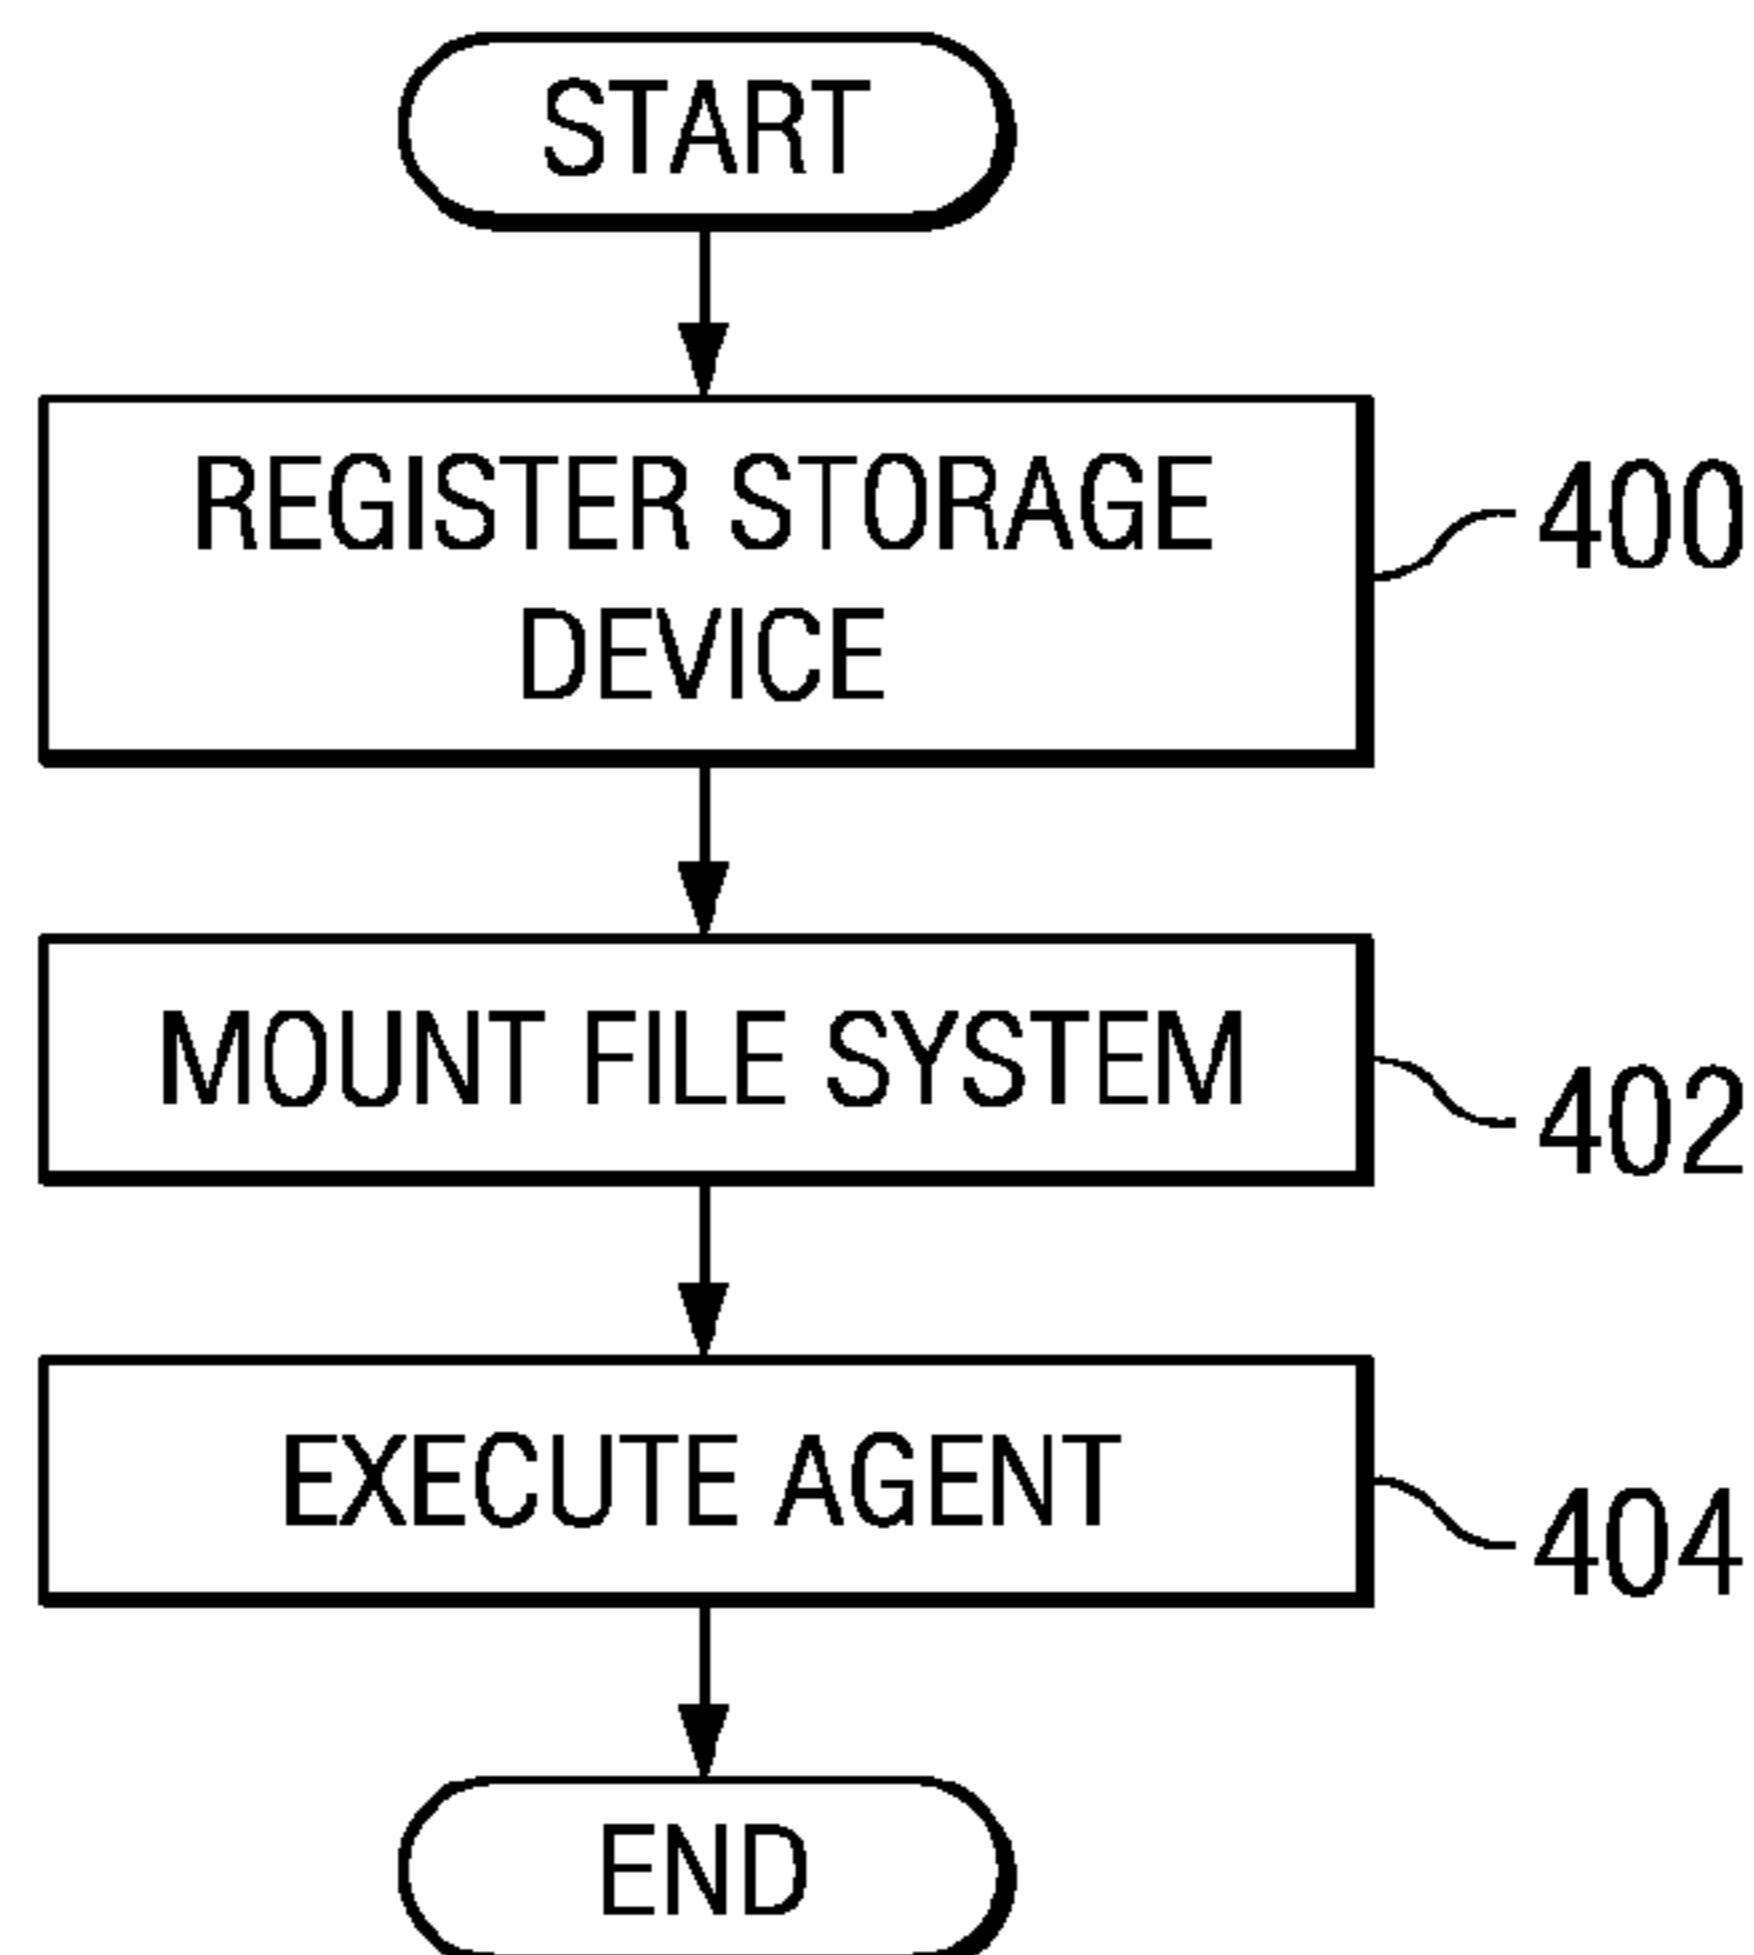 START
REGISTER STORAGE
DEVICE
400
MOUNT FILE SYSTEM
402
EXECUTE AGENT
404
END